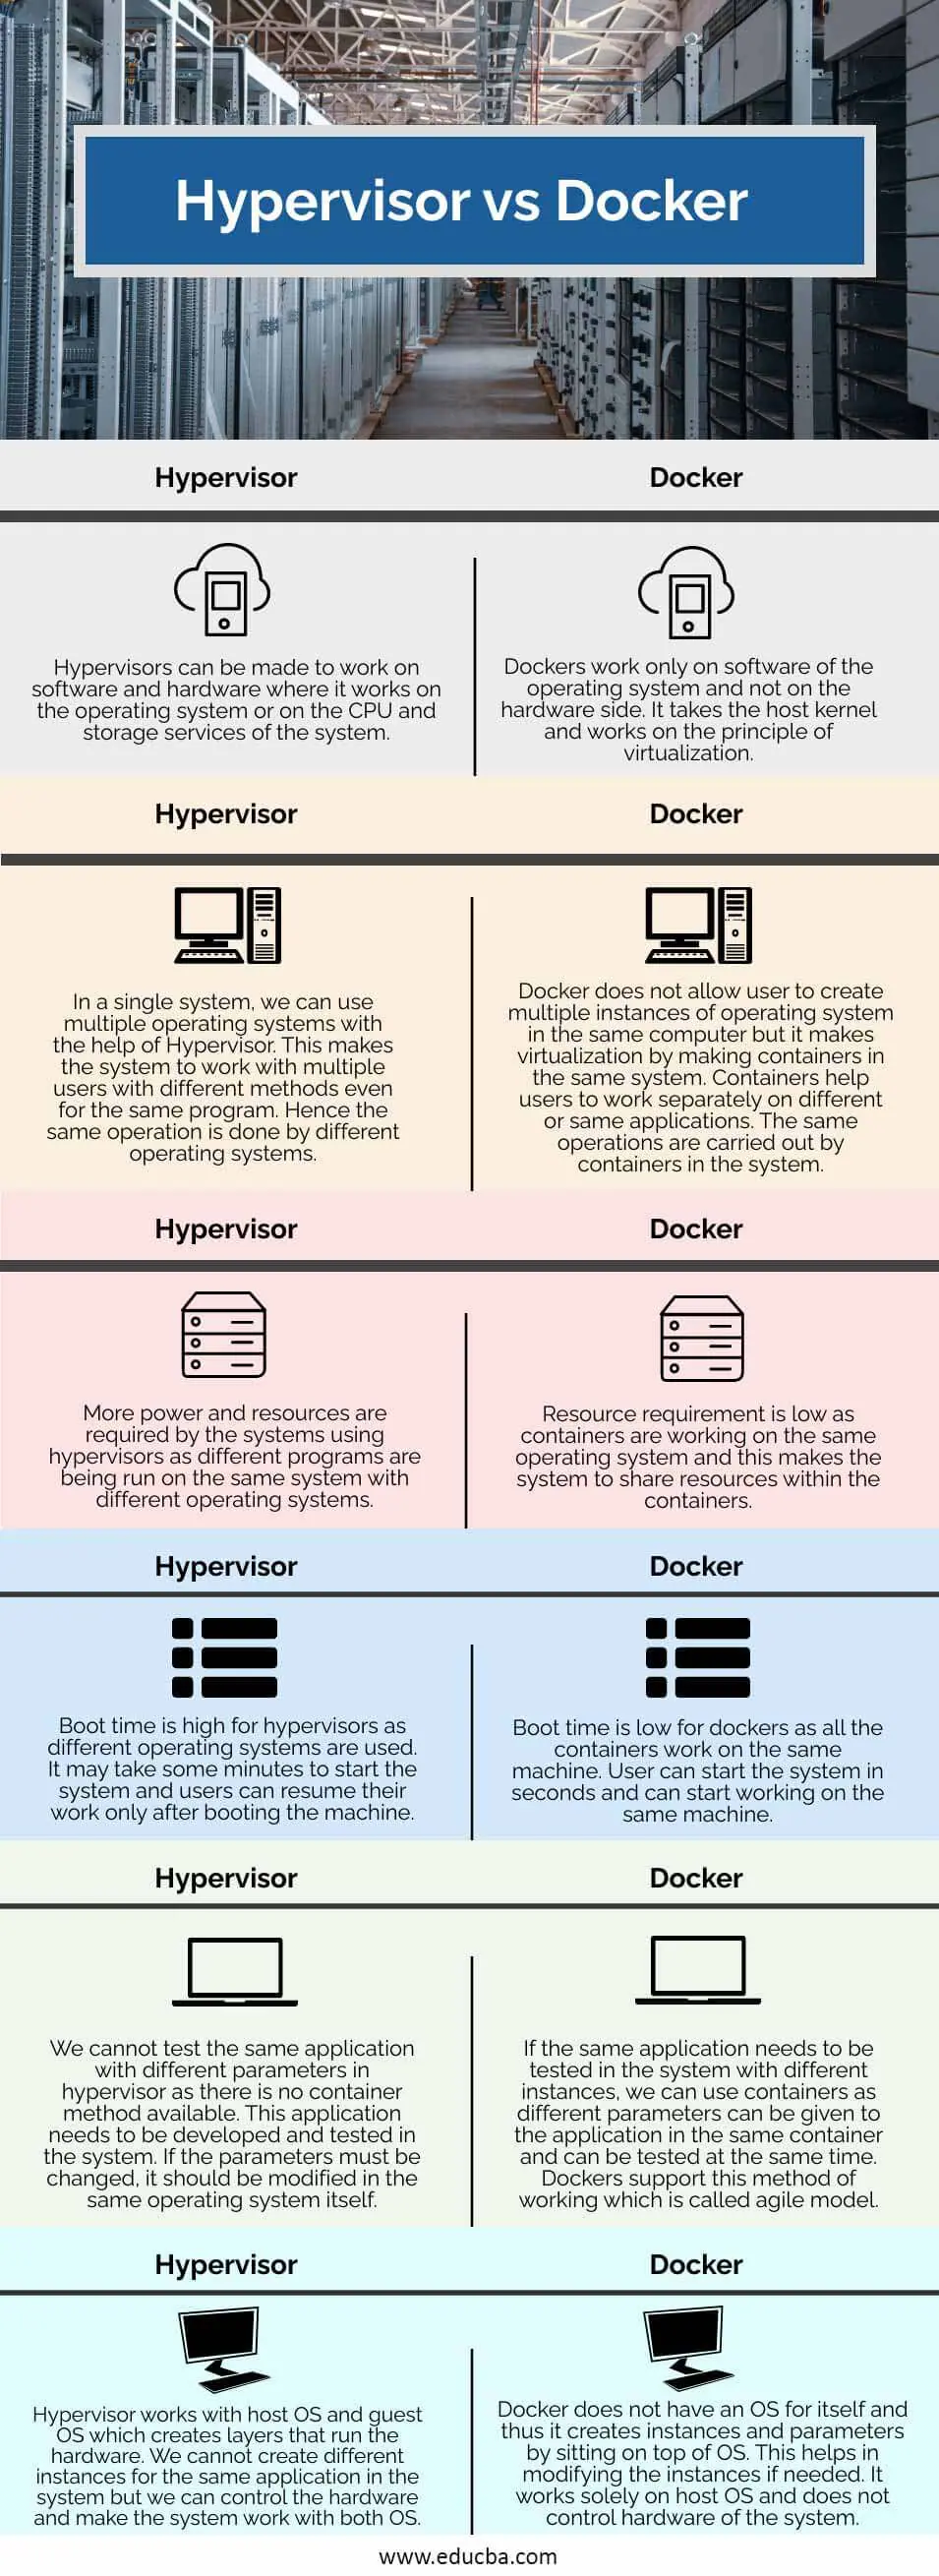 Hypervisor vs Docker
Hypervisor
Docker
Hypervisors can be made to work on
software and hardware where it works on
the operating system or on the CPU and
storage services of the system.
Dockers work only on software of the
operating system and not on the
hardware side. It takes the host kernel
and works on the principle of
virtualization.
Hypervisor
Docker
In a single system, we can use
multiple operating systems with
the help of Hypervisor. This makes
the system to work with multiple
users with different methods even
for the same program. Hence the
same operation is done by different
operating systems.
Docker does not allow user to create
multiple instances of operating system
in the same computer but it makes
virtualization by making containers in
the same system. Containers help
users to work separately on different
or same applications. The same
operations are carried out by
containers in the system.
Hypervisor
Docker
More power and resources are
required by the systems using
hypervisors as different programs are
being run on the same system with
different operating systems.
Resource requirement is low as
containers are working on the same
operating system and this makes the
system to share resources within the
containers.
Hypervisor
Docker
Boot time is high for hypervisors as
different operating systems are used.
It may take some minutes to start the
system and users can resume their
work only after booting the machine.
Boot time is low for dockers as all the
containers work on the same
machine. User can start the system in
seconds and can start working on the
same machine.
Hypervisor
Docker
We cannot test the same application
with different parameters in
hypervisor as there is no container
method available. This application
needs to be developed and tested in
the system. If the parameters must be
changed, it should be modified in the
same operating system itself.
If the same application needs to be
tested in the system with different
instances, we can use containers as
different parameters can be given to
the application in the same container
and can be tested at the same time.
Dockers support this method of
working which is called agile model.
Hypervisor
Docker
Hypervisor works with host OS and guest
OS which creates layers that run the
hardware. We cannot create different
instances for the same application in the
system but we can control the hardware
and make the system work with both OS.
Docker does not have an OS for itself and
thus it creates instances and parameters
by sitting on top of OS. This helps in
modifying the instances if needed. It
works solely on host OS and does not
control hardware of the system.
www.educba.com